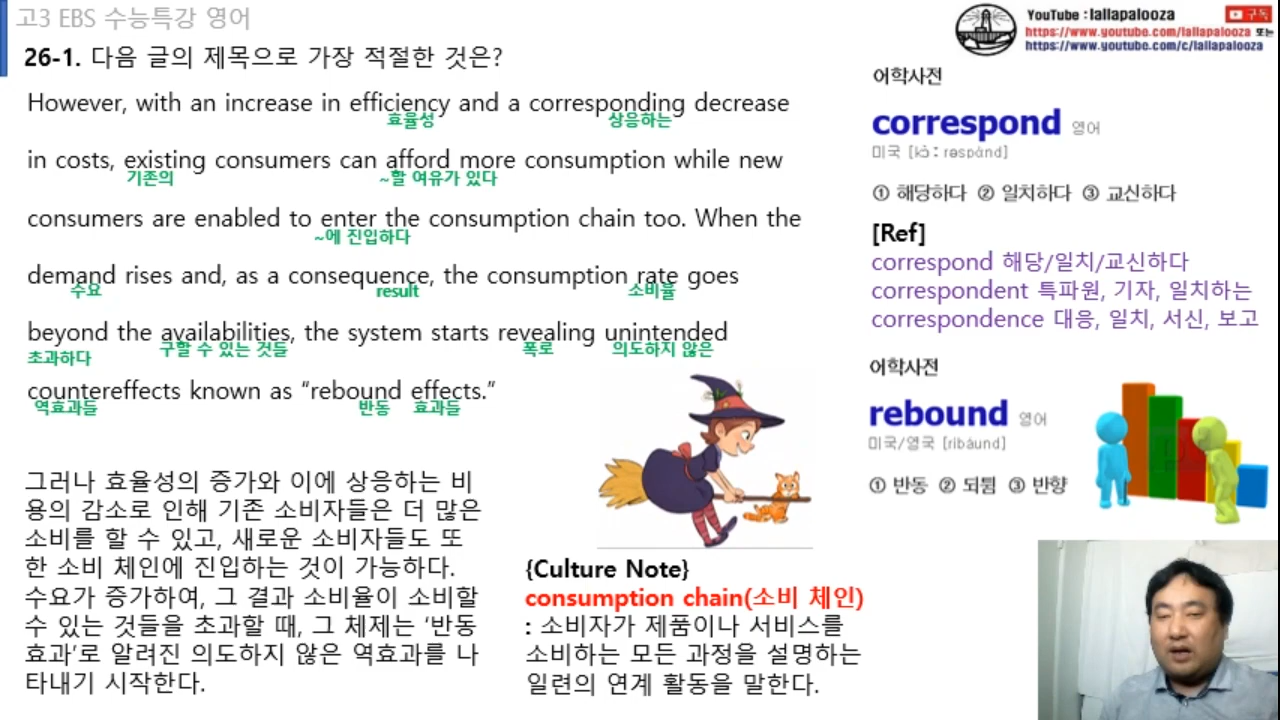 고3 EBS 수능특강 영어
26-1. 다음 글의 제목으로 가장 적절한 것은?
However, with an increase in efficiency and a corresponding decrease
효율성 상응하는
in costs, existing consumers can afford more consumption while new
기존의 ~할 여유가 있다
consumers are enabled to enter the consumption chain too. When the
~에 진입하다
demand rises and, as a consequence, the consumption rate goes
수요 result 소비율
beyond the availabilities, the system starts revealing unintended
초과하다 구할 수 있는 것들 폭로 의도하지 않은
countereffects known as “rebound effects.”
역효과들 반동 효과들
그러나 효율성의 증가와 이에 상응하는 비
용의 감소로 인해 기존 소비자들은 더 많은
소비를 할 수 있고, 새로운 소비자들도 또
한 소비 체인에 진입하는 것이 가능하다.
수요가 증가하여, 그 결과 소비율이 소비할
수 있는 것들을 초과할 때, 그 체제는 ‘반동
효과’로 알려진 의도하지 않은 역효과를 나
타내기 시작한다.
{Culture Note}
consumption chain(소비 체인)
: 소비자가 제품이나 서비스를
소비하는 모든 과정을 설명하는
일련의 연계 활동을 말한다.
YouTube : lallapalooza 구독
https://www.youtube.com/lallapalooza 또는
https://www.youtube.com/c/lallapalooza
어학사전
correspond 영어
미국 [kɔ̀ːrəspɑ́nd]
① 해당하다 ② 일치하다 ③ 교신하다
[Ref]
correspond 해당/일치/교신하다
correspondent 특파원, 기자, 일치하는
correspondence 대응, 일치, 서신, 보고
어학사전
rebound 영어
미국/영국 [ribáund]
① 반동 ② 되튐 ③ 반향